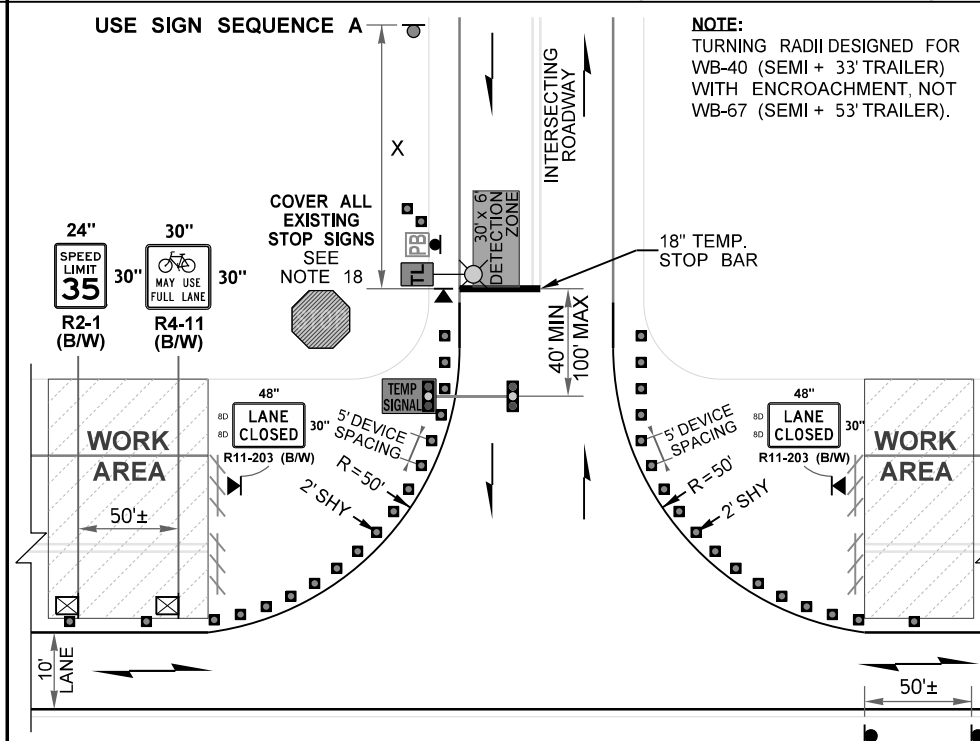 USE SIGN SEQUENCE A
NOTE:
TURNING RADII DESIGNED FOR
WB-40 (SEMI + 33' TRAILER)
WITH ENCROACHMENT, NOT
WB-67 (SEMI + 53' TRAILER).
INTERSECTING
ROADWAY
X
COVER ALL
EXISTING
STOP SIGNS
SEE
NOTE 18
STOP
PB
TL
30' x 6'
DETECTION
ZONE
18" TEMP.
STOP BAR
24"
SPEED
LIMIT
35
30"
R2-1
(B/W)
30"
MAY USE
FULL LANE
30"
R4-11
(B/W)
40' MIN
100' MAX
TEMP
SIGNAL
48"
8D
8D
LANE
CLOSED
30"
R11-203 (B/W)
5' DEVICE
SPACING
R=50'
2' SHY
WORK
AREA
50'±
48"
8D
8D
LANE
CLOSED
30"
R11-203 (B/W)
5' DEVICE
SPACING
R=50'
2' SHY
WORK
AREA
10'
LANE
50'±